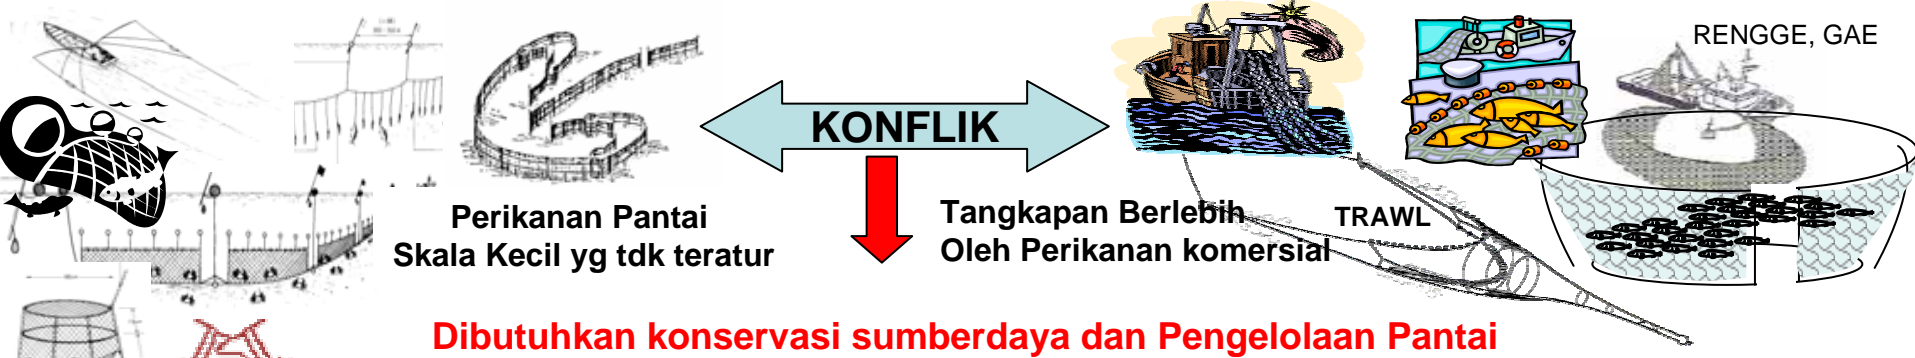 RENGGE, GAE
KONFLIK
Perikanan Pantai
Skala Kecil yg tdk teratur
Tangkapan Berlebih
Oleh Perikanan komersial
TRAWL
Dibutuhkan konservasi sumberdaya dan Pengelolaan Pantai